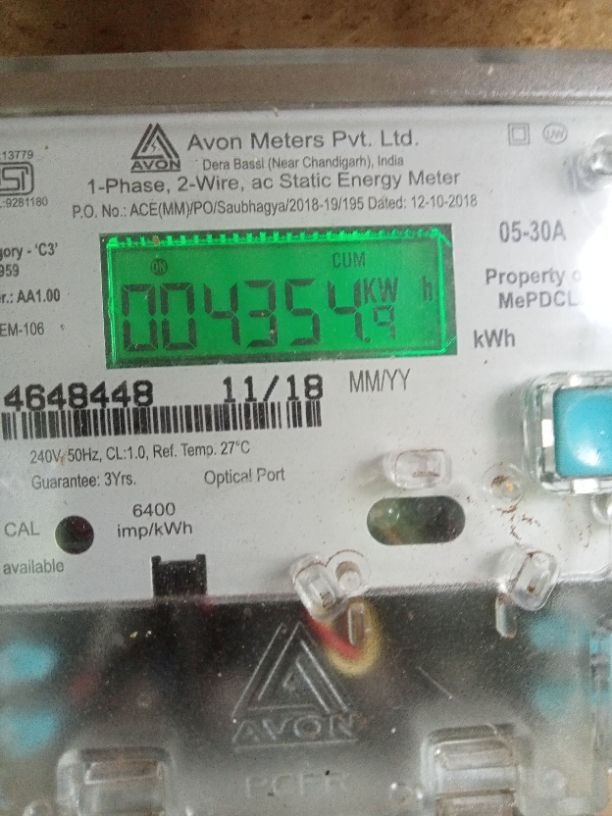 :13779
ISI
:9281180
AVON
Avon Meters Pvt. Ltd.
Dera Bassi (Near Chandigarh), India
1-Phase, 2-Wire, ac Static Energy Meter
P.O. No.: ACE(MM)/PO/Saubhagya/2018-19/195 Dated: 12-10-2018
gory - 'C3'
959
r.: AA1.00
EM-106
ON
CUM
004354.9 KW h
05-30A
Property o
MePDCL
kWh
4648448 11/18 MM/YY
240V, 50Hz, CL:1.0, Ref. Temp. 27°C
Guarantee: 3Yrs. Optical Port
CAL
6400
imp/kWh
available
AVON